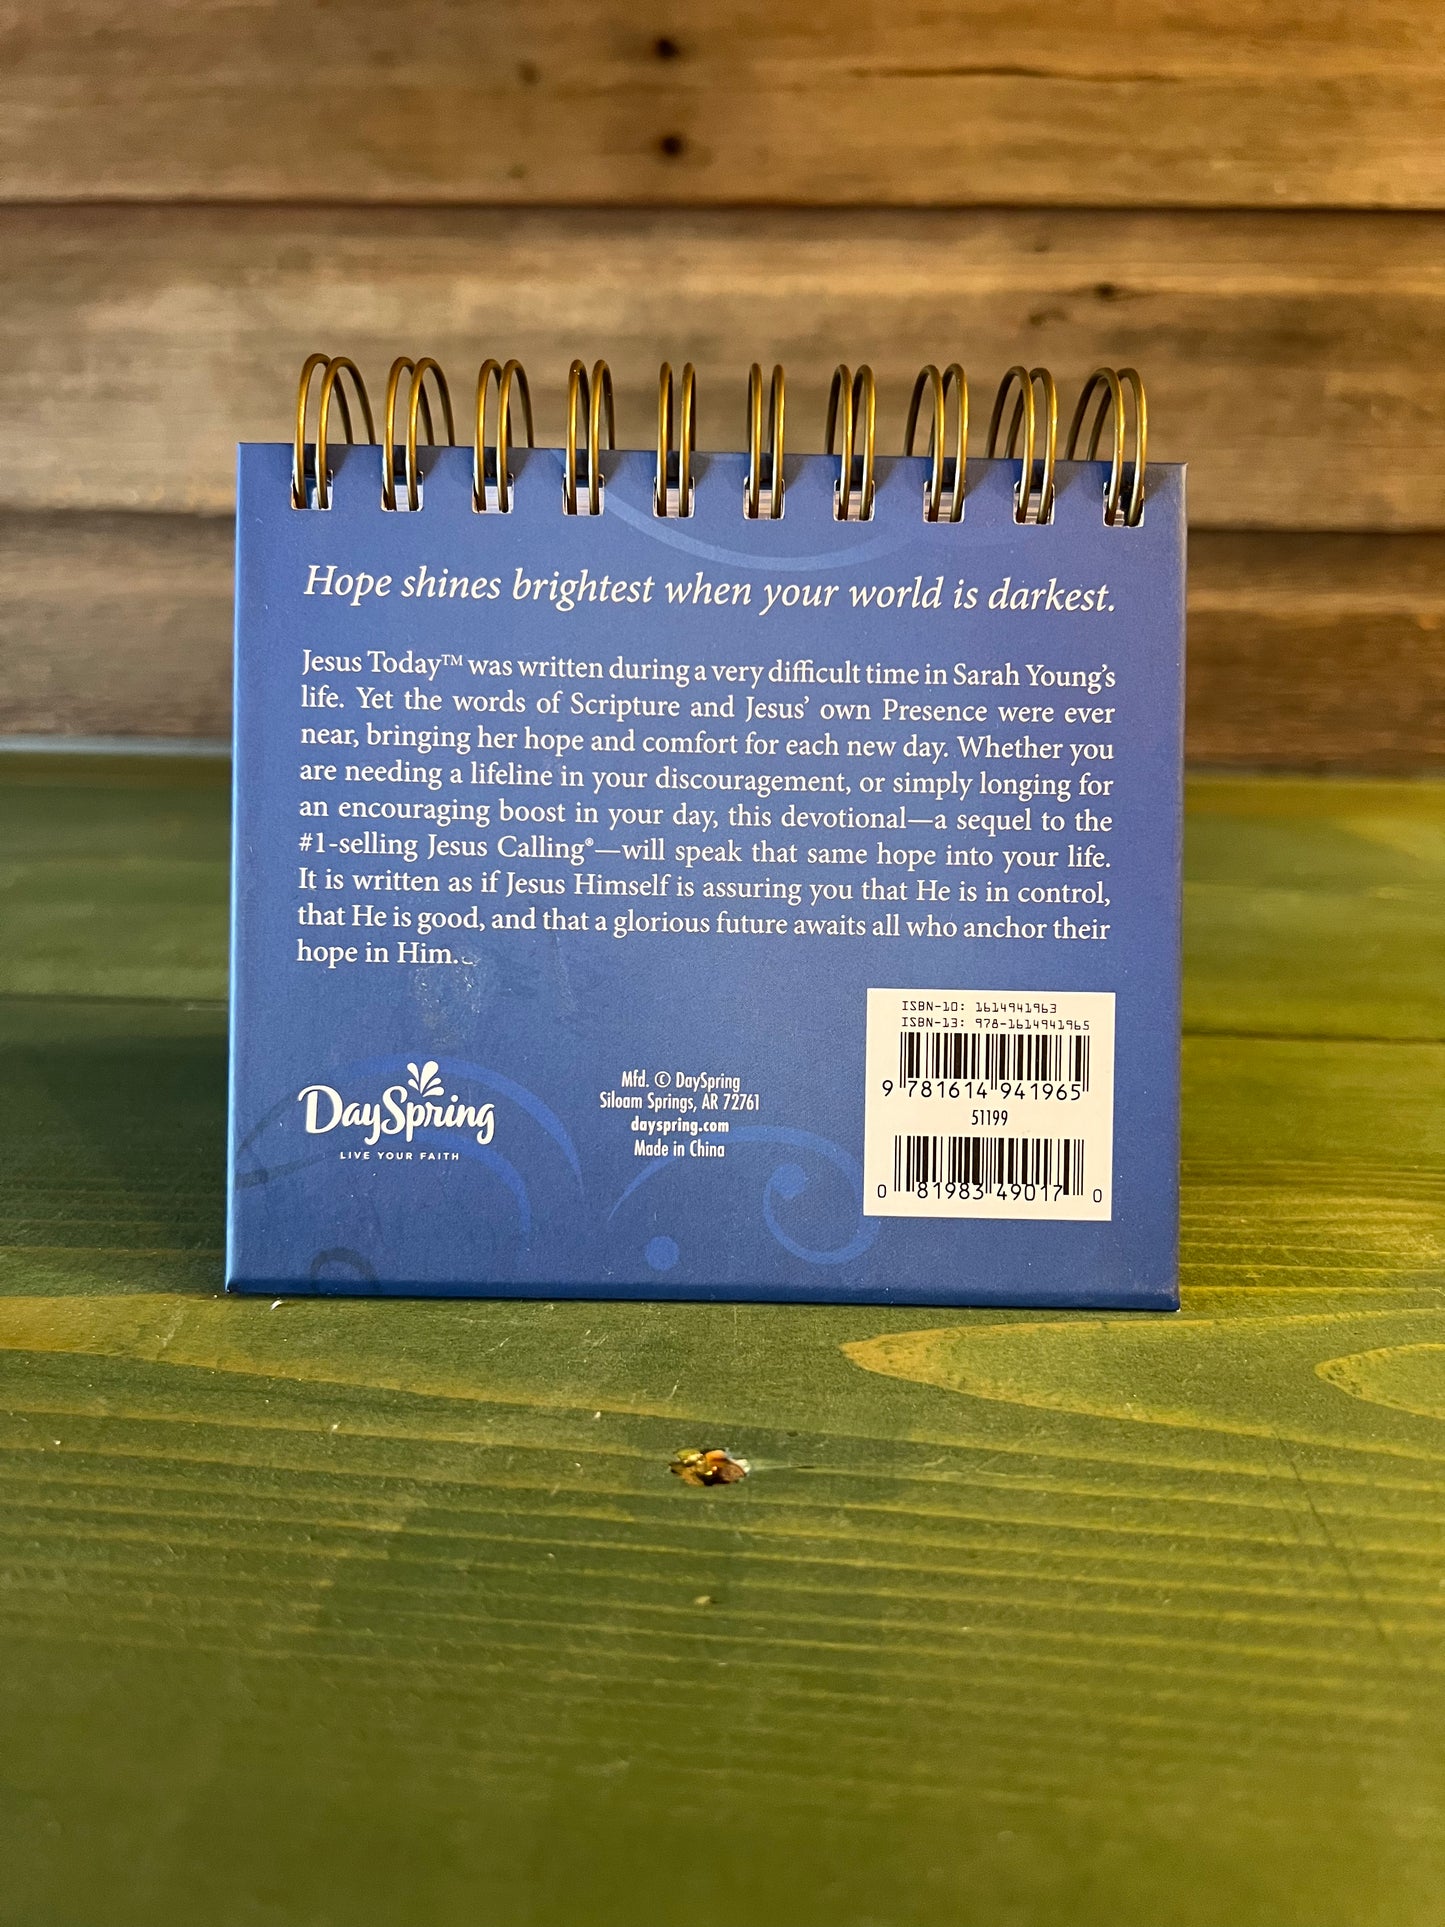 Hope shines brightest when your world is darkest.
Jesus Today™ was written during a very difficult time in Sarah Young's
life. Yet the words of Scripture and Jesus' own Presence were ever
near, bringing her hope and comfort for each new day. Whether you
are needing a lifeline in your discouragement, or simply longing for
an encouraging boost in your day, this devotional—a sequel to the
#1-selling Jesus Calling®—will speak that same hope into your life.
It is written as if Jesus Himself is assuring you that He is in control,
that He is good, and that a glorious future awaits all who anchor their
hope in Him.
DaySpring
LIVE YOUR FAITH
Mfd. © DaySpring
Siloam Springs, AR 72761
dayspring.com
Made in China
ISBN-10: 1614941963
ISBN-13: 978-1614941965
9 781614 941965
51199
0 81983 49017 0